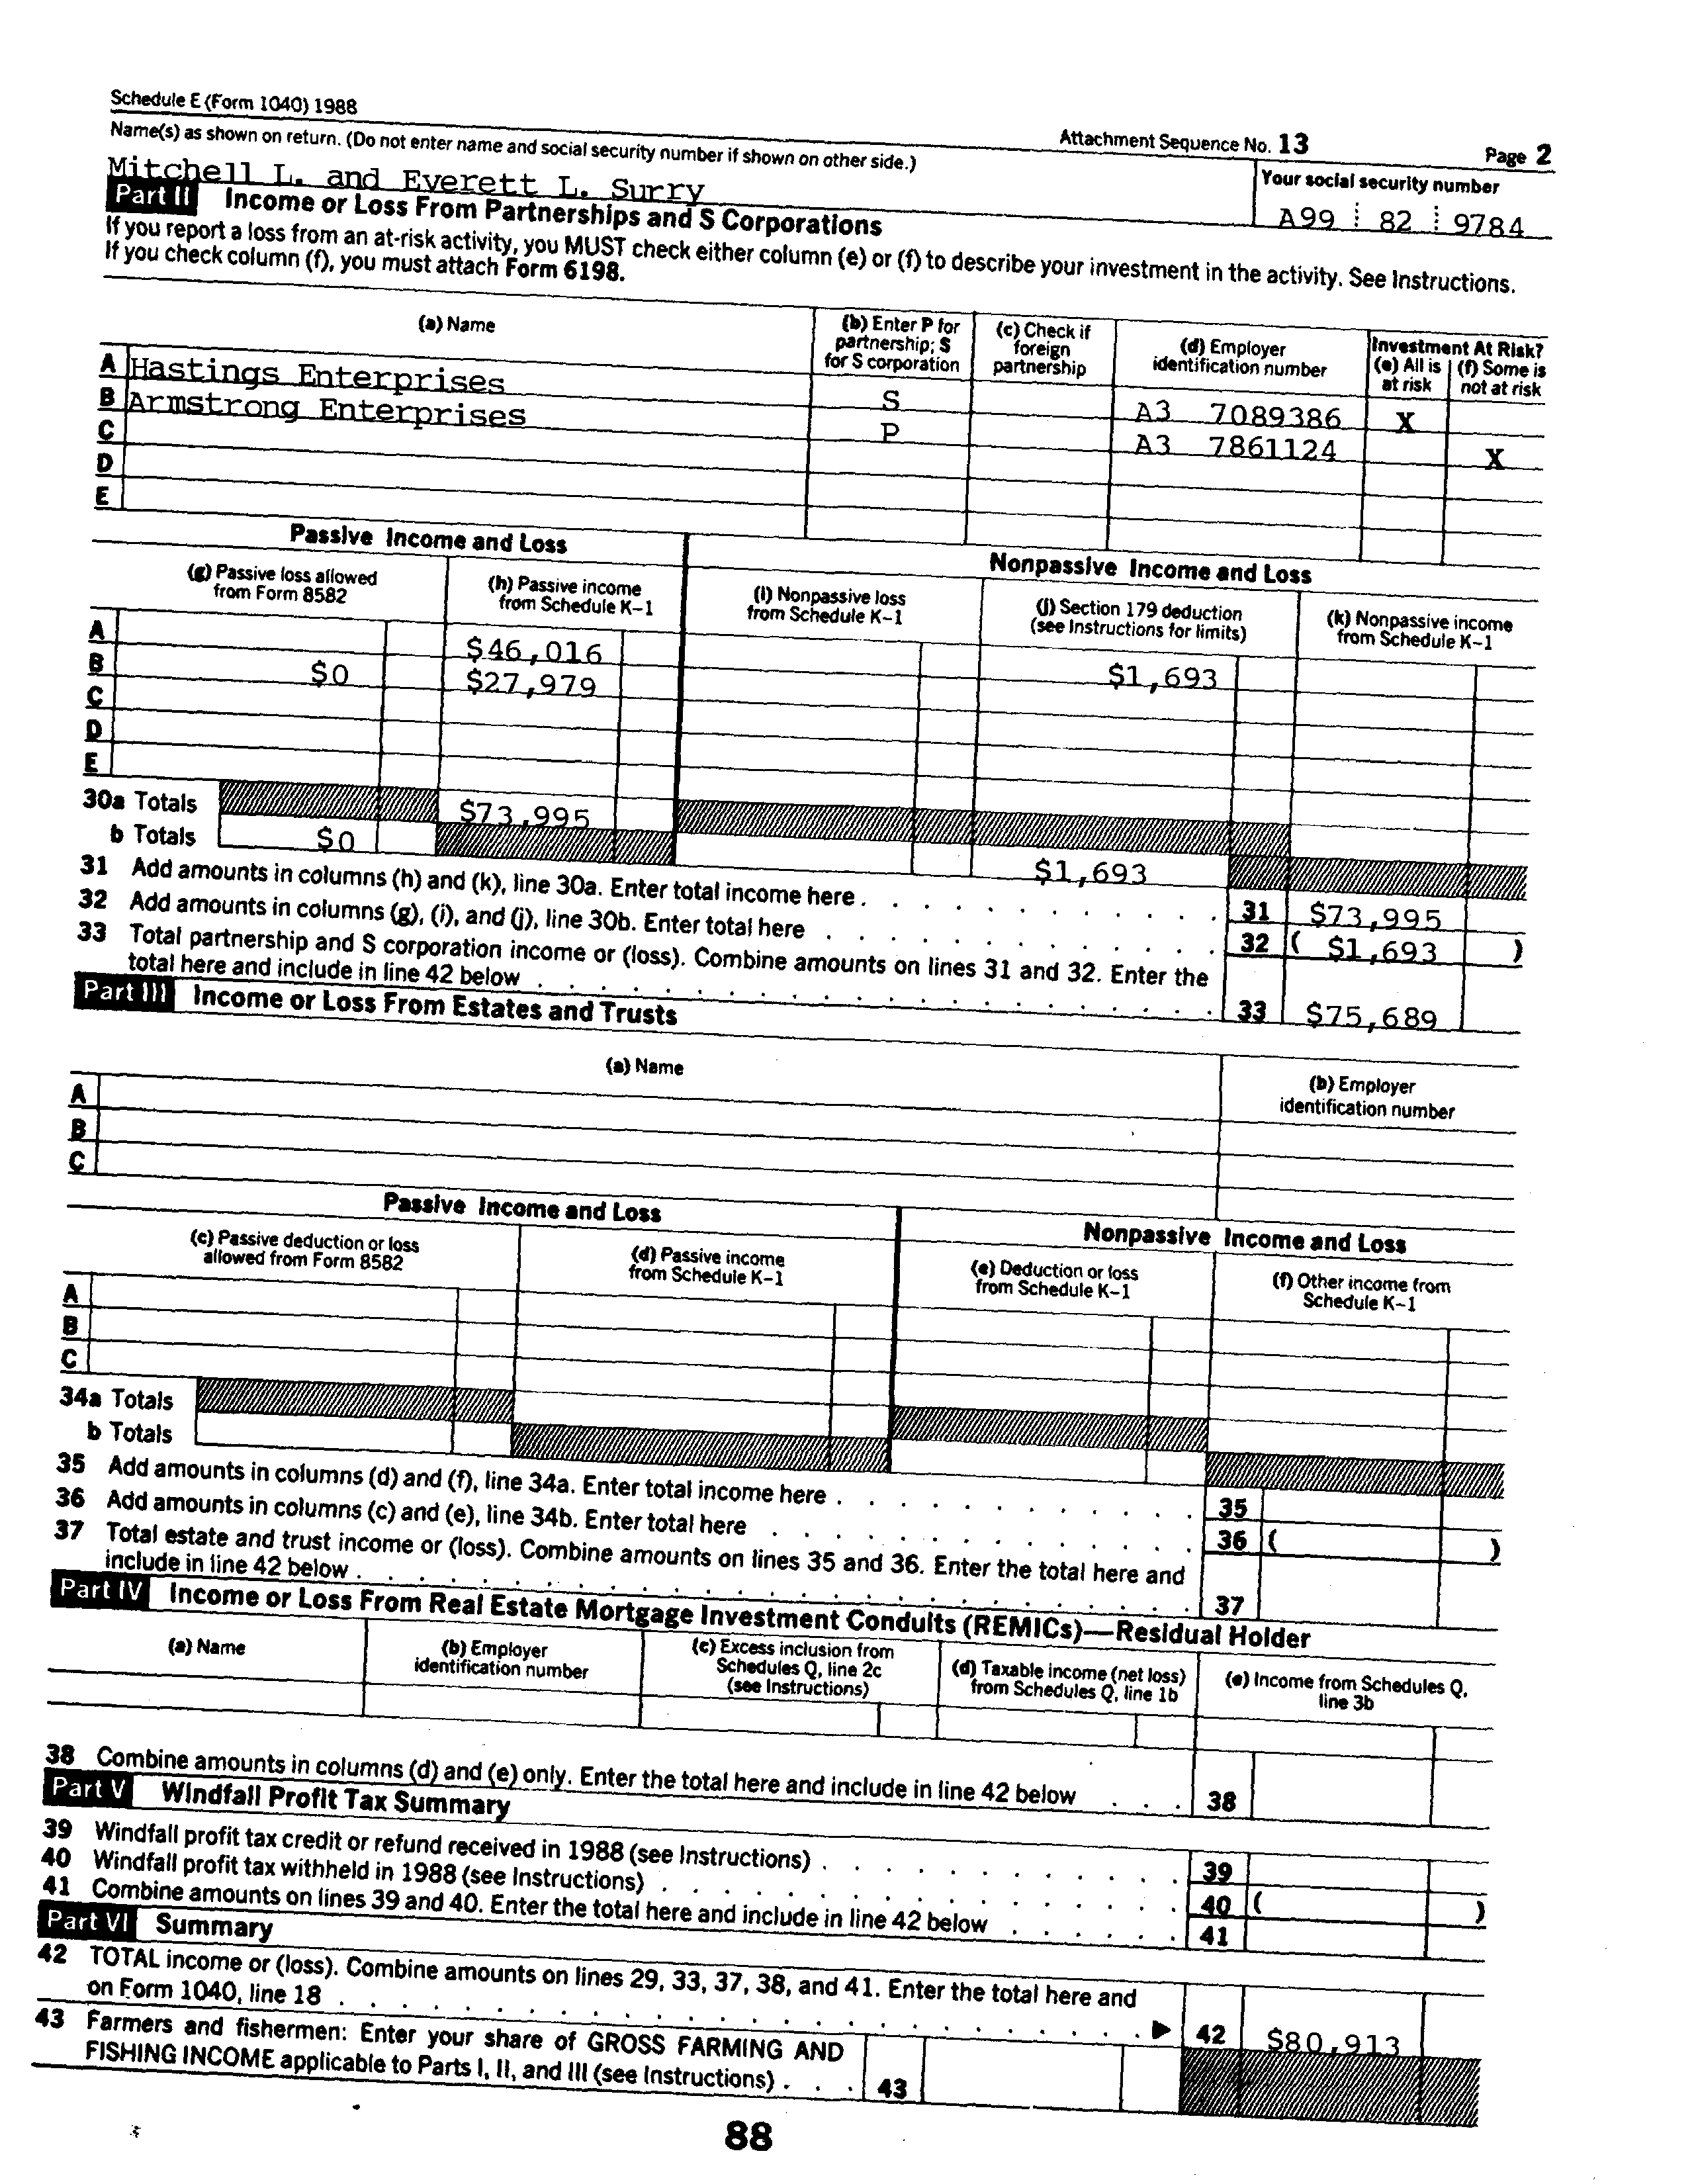 Schedule E (Form 1040) 1988
Attachment Sequence No. 13
Page 2
Name(s) as shown on return. (Do not enter name and social security number if shown on other side.)
Your social security number
Mitchell L. and Everett L. Surry
A99 82 9784
Part II Income or Loss From Partnerships and S Corporations
If you report a loss from an at-risk activity, you MUST check either column (e) or (f) to describe your investment in the activity. See Instructions.
If you check column (f), you must attach Form 6198.
(a) Name
(b) Enter P for partnership; S for S corporation
(c) Check if foreign partnership
(d) Employer identification number
Investment At Risk?
(e) All is at risk
(f) Some is not at risk
A Hastings Enterprises S A3 7089386 X
B Armstrong Enterprises P A3 7861124 X
C
D
E
Passive Income and Loss
Nonpassive Income and Loss
(g) Passive loss allowed from Form 8582
(h) Passive income from Schedule K-1
(i) Nonpassive loss from Schedule K-1
(j) Section 179 deduction (see Instructions for limits)
(k) Nonpassive income from Schedule K-1
A $46,016
B $0 $27,979 $1,693
C
D
E
30a Totals $73,995
b Totals $0 $1,693
31 Add amounts in columns (h) and (k), line 30a. Enter total income here . . . . . . . . . . . 31 $73,995
32 Add amounts in columns (g), (i), and (j), line 30b. Enter total here . . . . . . . . . . . . . 32 ( $1,693 )
33 Total partnership and S corporation income or (loss). Combine amounts on lines 31 and 32. Enter the
total here and include in line 42 below . . . . . . . . . . . . . . . . . . . . . . 33 $75,689
Part III Income or Loss From Estates and Trusts
(a) Name
(b) Employer identification number
A
B
C
Passive Income and Loss
Nonpassive Income and Loss
(c) Passive deduction or loss allowed from Form 8582
(d) Passive income from Schedule K-1
(e) Deduction or loss from Schedule K-1
(f) Other income from Schedule K-1
A
B
C
34a Totals
b Totals
35 Add amounts in columns (d) and (f), line 34a. Enter total income here . . . . . . . . . . . 35
36 Add amounts in columns (c) and (e), line 34b. Enter total here . . . . . . . . . . . . . 36 ( )
37 Total estate and trust income or (loss). Combine amounts on lines 35 and 36. Enter the total here and
include in line 42 below . . . . . . . . . . . . . . . . . . . . . . . . . . 37
Part IV Income or Loss From Real Estate Mortgage Investment Conduits (REMICs)—Residual Holder
(a) Name
(b) Employer identification number
(c) Excess inclusion from Schedules Q, line 2c (see Instructions)
(d) Taxable income (net loss) from Schedules Q, line 1b
(e) Income from Schedules Q, line 3b
38 Combine amounts in columns (d) and (e) only. Enter the total here and include in line 42 below . . . 38
Part V Windfall Profit Tax Summary
39 Windfall profit tax credit or refund received in 1988 (see Instructions) . . . . . . . . . . . 39
40 Windfall profit tax withheld in 1988 (see Instructions) . . . . . . . . . . . . . . . 40 ( )
41 Combine amounts on lines 39 and 40. Enter the total here and include in line 42 below . . . . . . 41
Part VI Summary
42 TOTAL income or (loss). Combine amounts on lines 29, 33, 37, 38, and 41. Enter the total here and
on Form 1040, line 18 . . . . . . . . . . . . . . . . . . . . . . . . . . ▶ 42 $80,913
43 Farmers and fishermen: Enter your share of GROSS FARMING AND
FISHING INCOME applicable to Parts I, II, and III (see Instructions) . . . 43
88